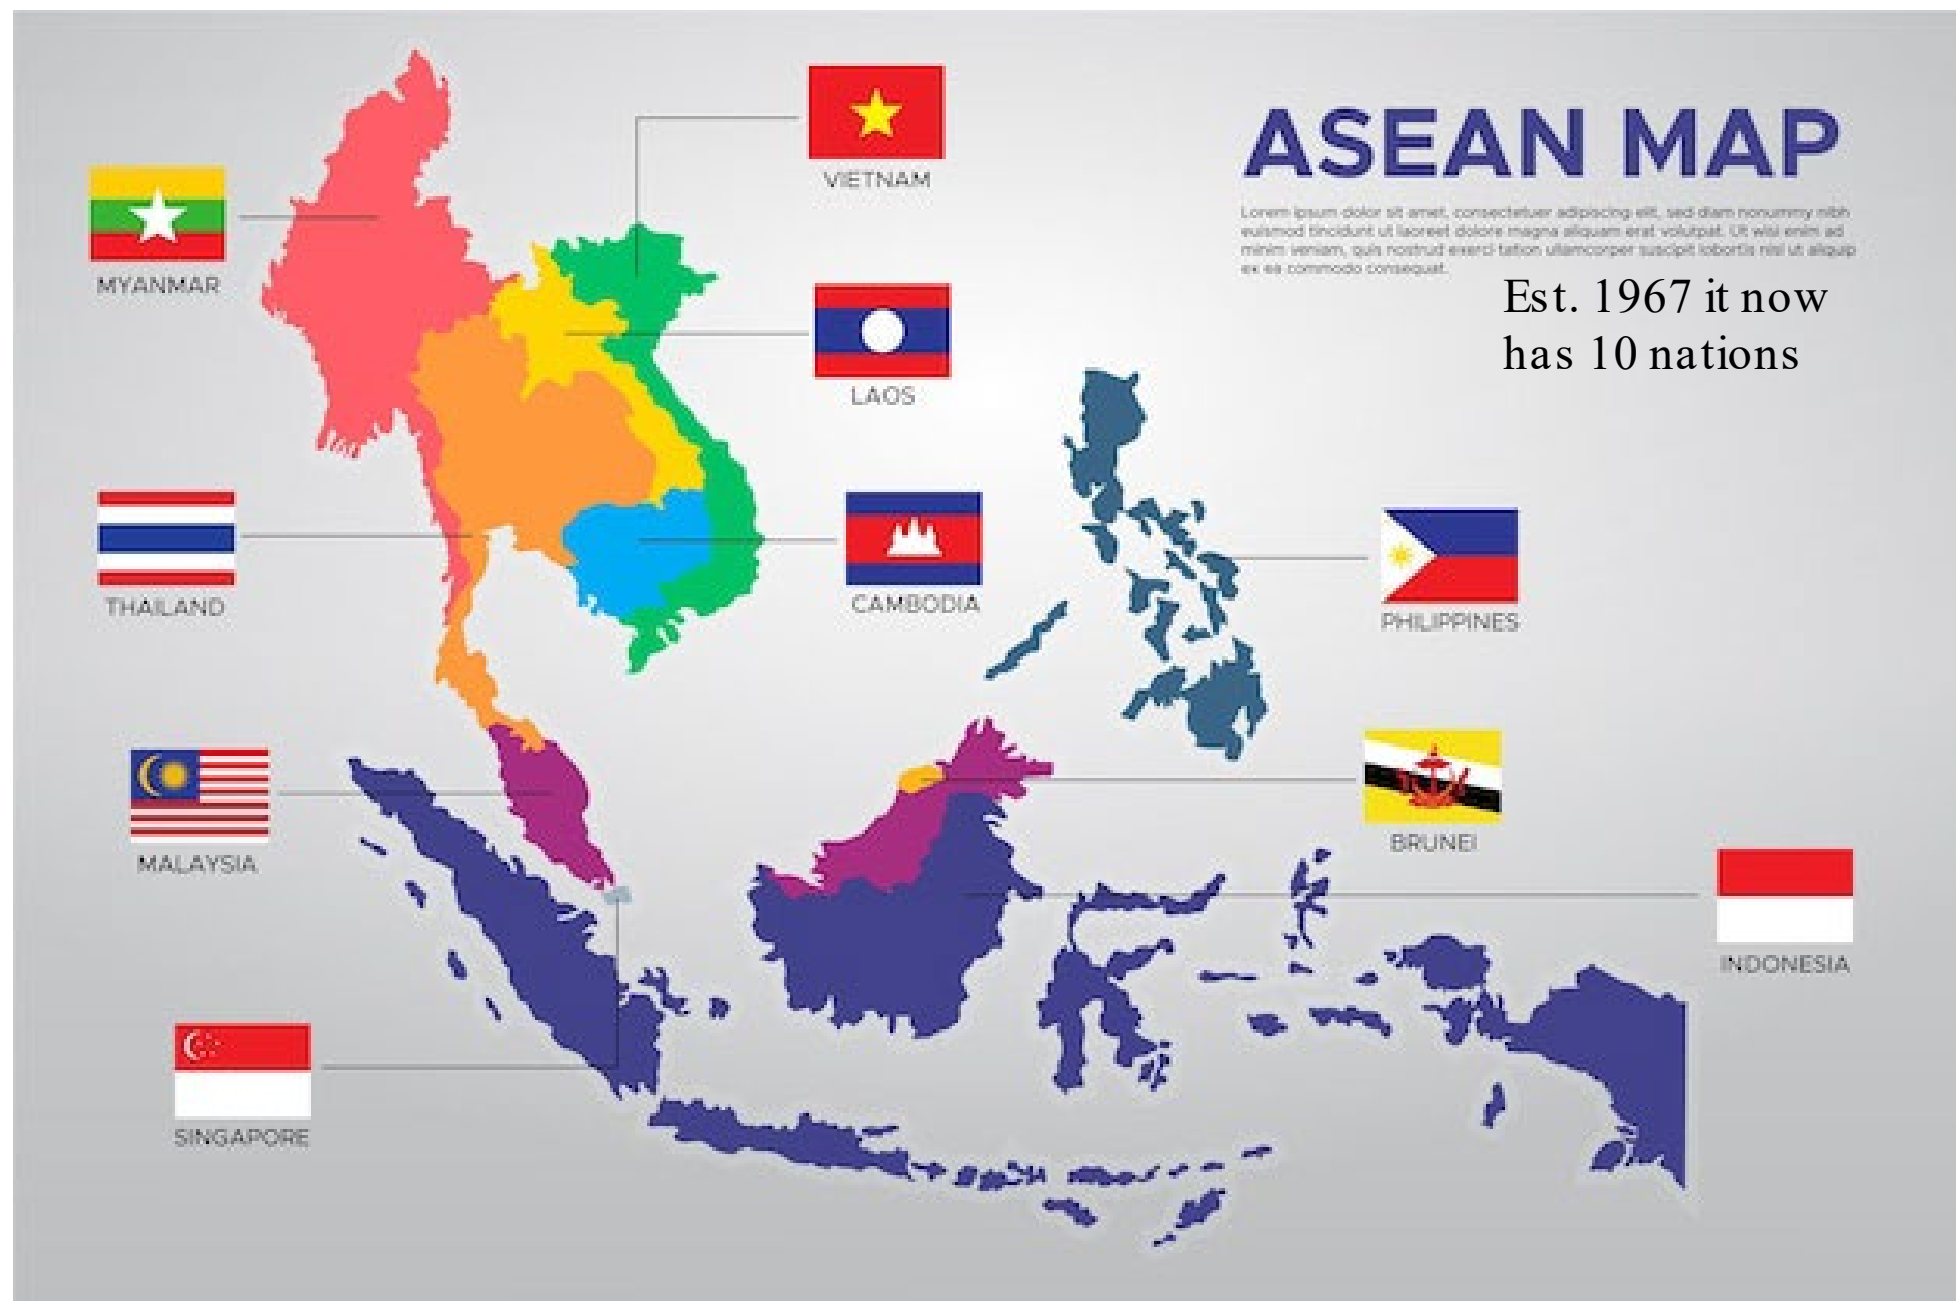 ASEAN MAP
Lorem ipsum dolor sit amet, consectetuer adipiscing elit, sed diam nonummy nibh
euismod tincidunt ut laoreet dolore magna aliquam erat volutpat. Ut wisi enim ad
minim veniam, quis nostrud exerci tation ullamcorper suscipit lobortis nisl ut aliquip
ex ea commodo consequat.
Est. 1967 it now
has 10 nations
VIETNAM
MYANMAR
LAOS
THAILAND
CAMBODIA
PHILIPPINES
MALAYSIA
BRUNEI
INDONESIA
SINGAPORE